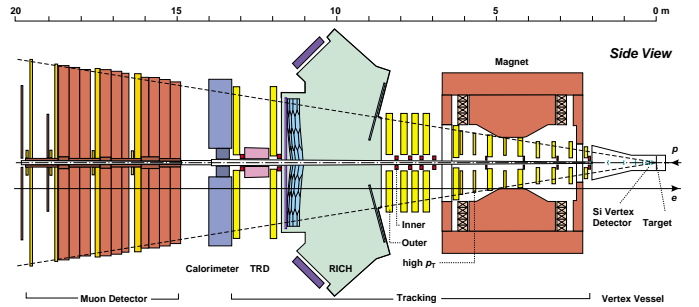 20 15 10 5 0 m
Side View
Magnet
p
e
Si Vertex
Detector
Target
Inner
Outer
high pT
Calorimeter TRD RICH
Muon Detector Tracking Vertex Vessel